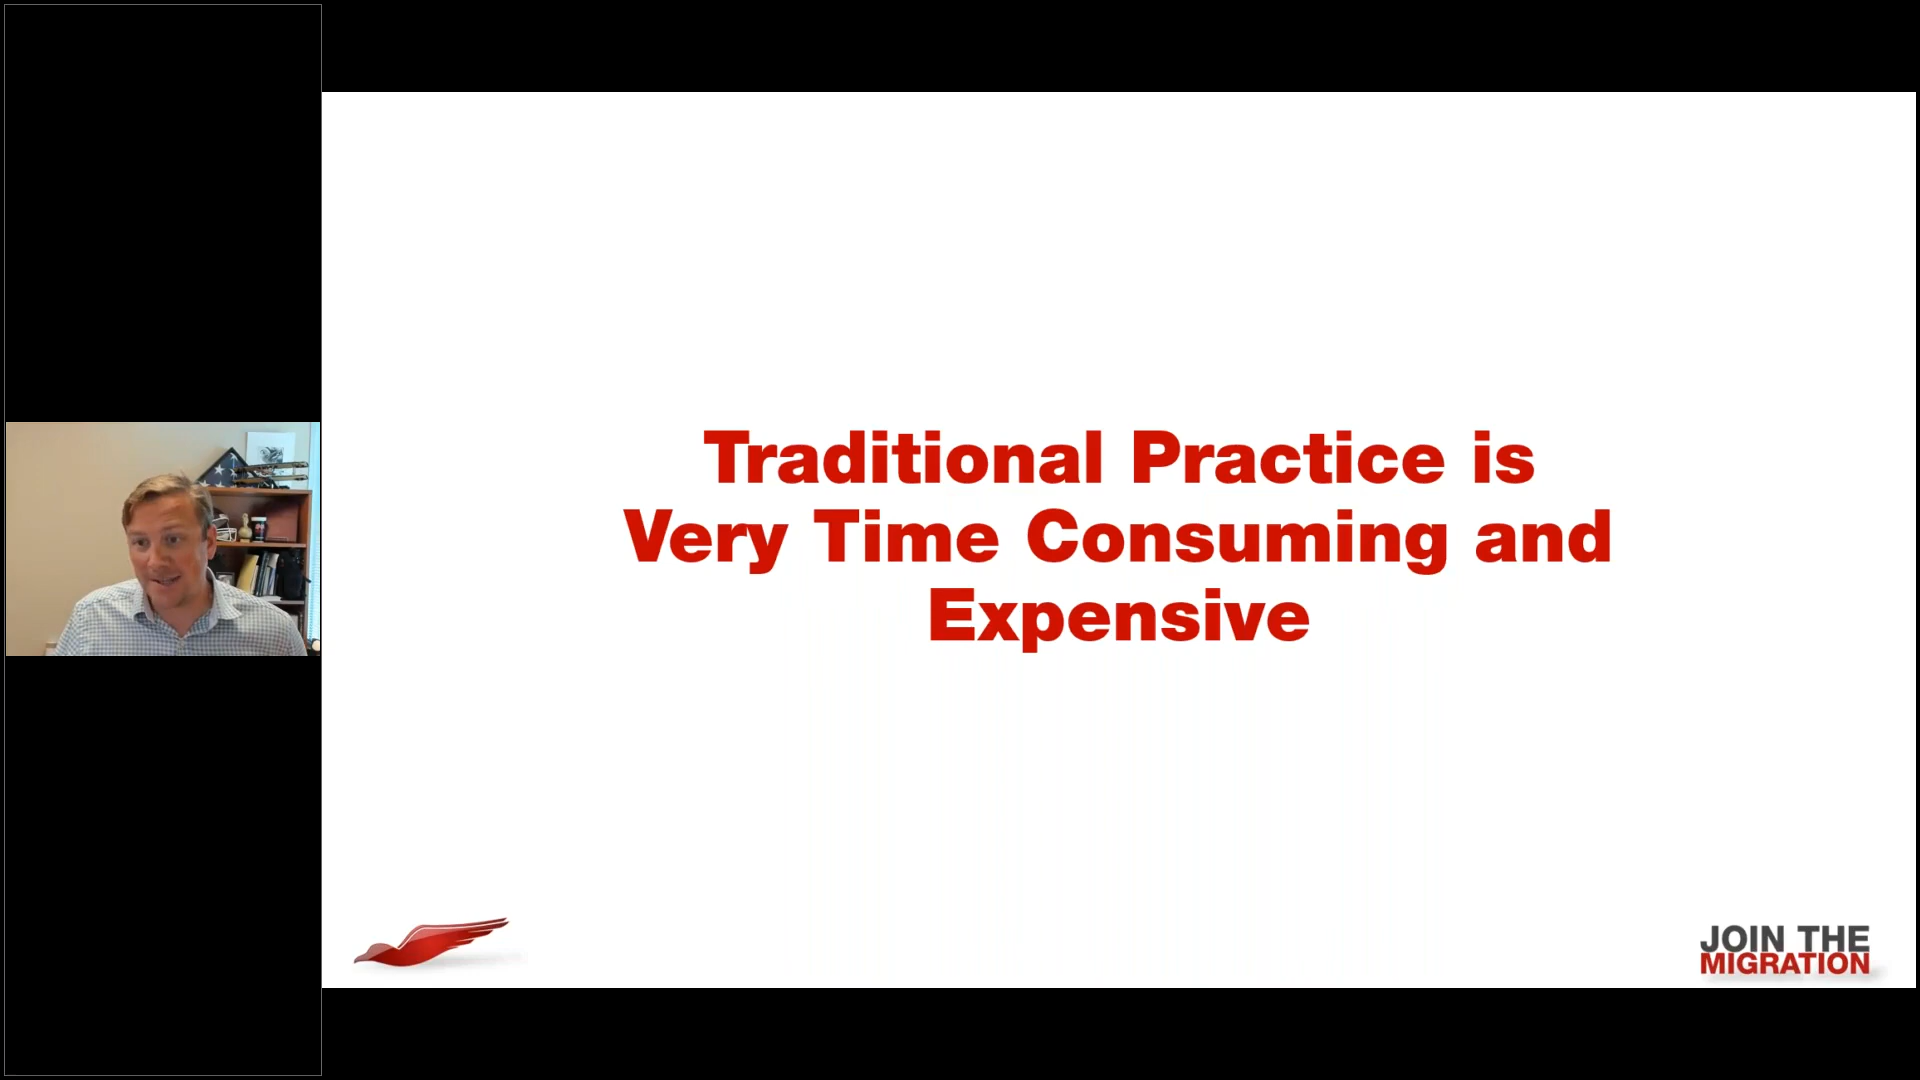 Traditional Practice is
Very Time Consuming and
Expensive
JOIN THE
MIGRATION